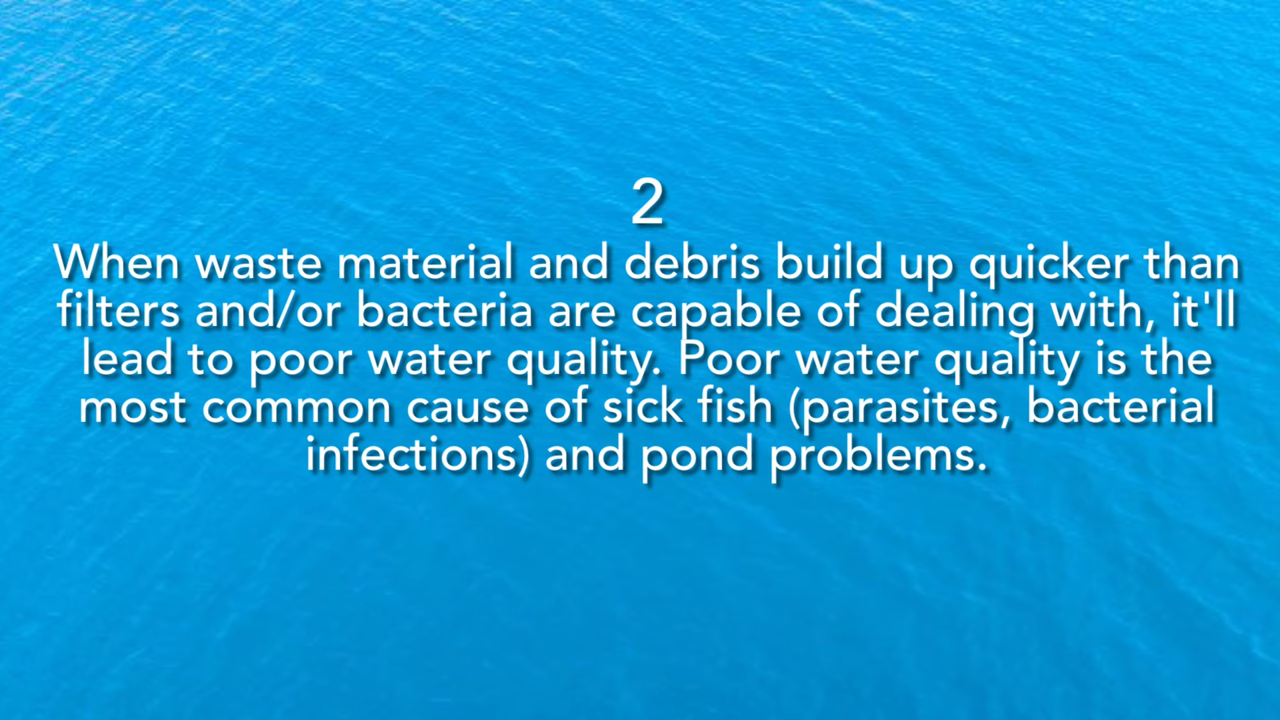 2
When waste material and debris build up quicker than
filters and/or bacteria are capable of dealing with, it'll
lead to poor water quality. Poor water quality is the
most common cause of sick fish (parasites, bacterial
infections) and pond problems.